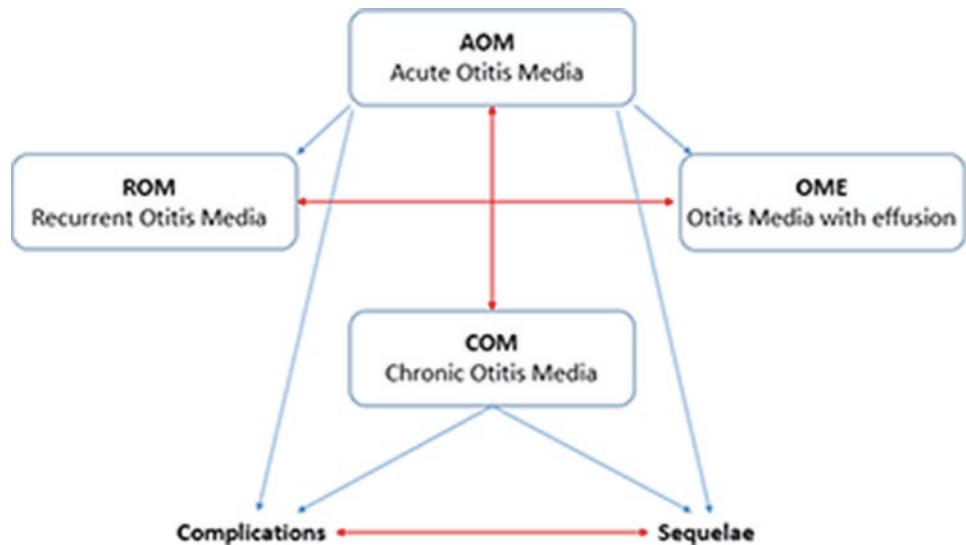 AOM
Acute Otitis Media
ROM
Recurrent Otitis Media
OME
Otitis Media with effusion
COM
Chronic Otitis Media
Complications
Sequelae